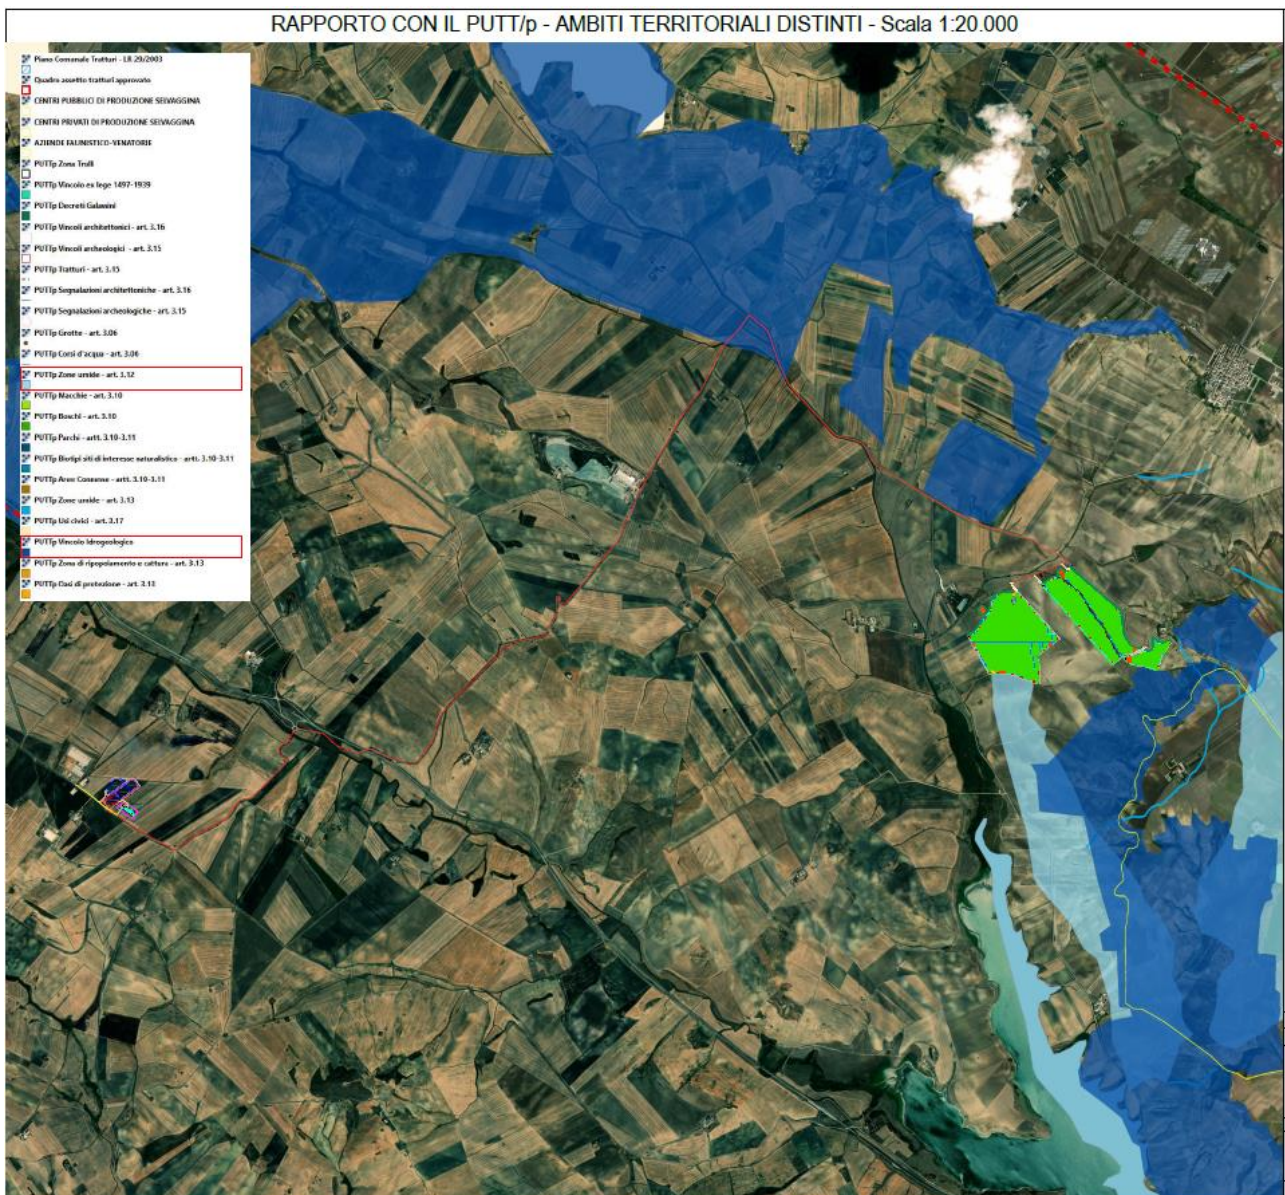 RAPPORTO CON IL PUTT/p - AMBITI TERRITORIALI DISTINTI - Scala 1:20.000
Piano Comunale Tratturi - LR 29/2003
Quadro assetto tratturi approvato
CENTRI PUBBLICI DI PRODUZIONE SELVAGGINA
CENTRI PRIVATI DI PRODUZIONE SELVAGGINA
AZIENDE FAUNISTICO-VENATORIE
PUTTp Zona Trulli
PUTTp Vincolo ex lege 1497-1939
PUTTp Decreti Galassini
PUTTp Vincoli architettonici - art. 3.16
PUTTp Vincoli archeologici - art. 3.15
PUTTp Tratturi - art. 3.15
PUTTp Segnalazioni architettoniche - art. 3.16
PUTTp Segnalazioni archeologiche - art. 3.15
PUTTp Grotte - art. 3.06
PUTTp Corsi d'acqua - art. 3.06
PUTTp Zone umide - art. 3.12
PUTTp Macchie - art. 3.10
PUTTp Boschi - art. 3.10
PUTTp Parchi - artt. 3.10-3.11
PUTTp Biotipi siti di interesse naturalistico - artt. 3.10-3.11
PUTTp Aree Connesse - artt. 3.10-3.11
PUTTp Zone umide - art. 3.13
PUTTp Usi civici - art. 3.17
PUTTp Vincolo Idrogeologico
PUTTp Zona di ripopolamento e cattura - art. 3.13
PUTTp Oasi di protezione - art. 3.13